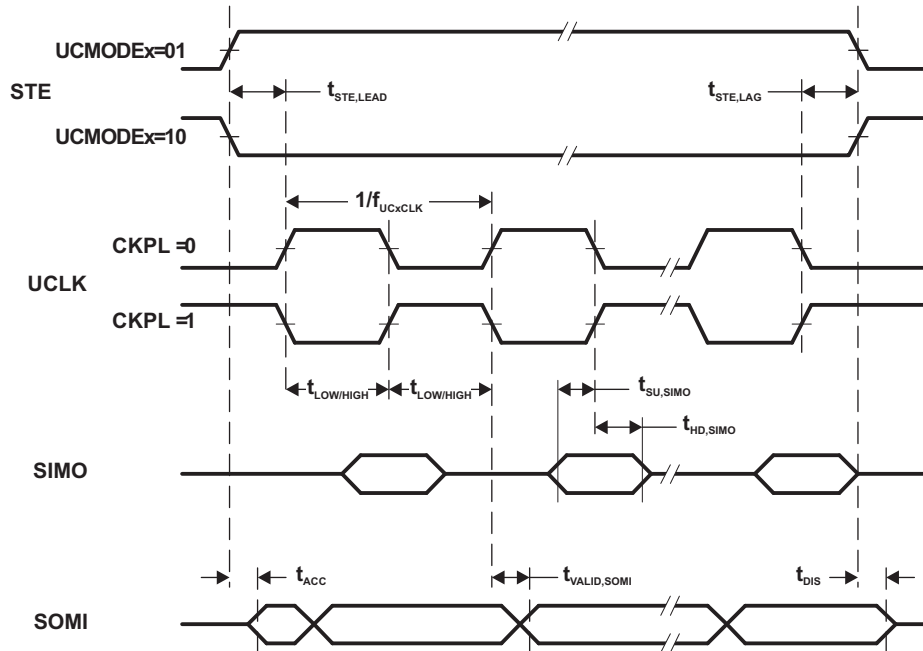 UCMODEx=01
STE
tSTE,LEAD
tSTE,LAG
UCMODEx=10
1/fUCxCLK
CKPL =0
UCLK
CKPL =1
tLOW/HIGH
tLOW/HIGH
tSU,SIMO
tHD,SIMO
SIMO
tACC
tVALID,SOMI
tDIS
SOMI